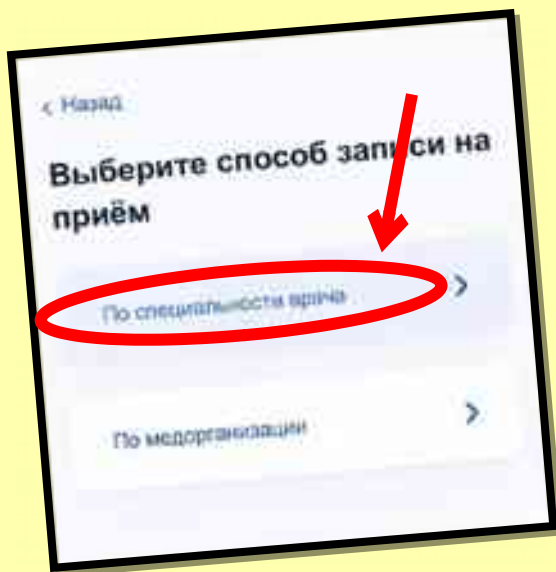 < Назад
Выберите способ записи на
приём
По специальности врача
По медорганизации